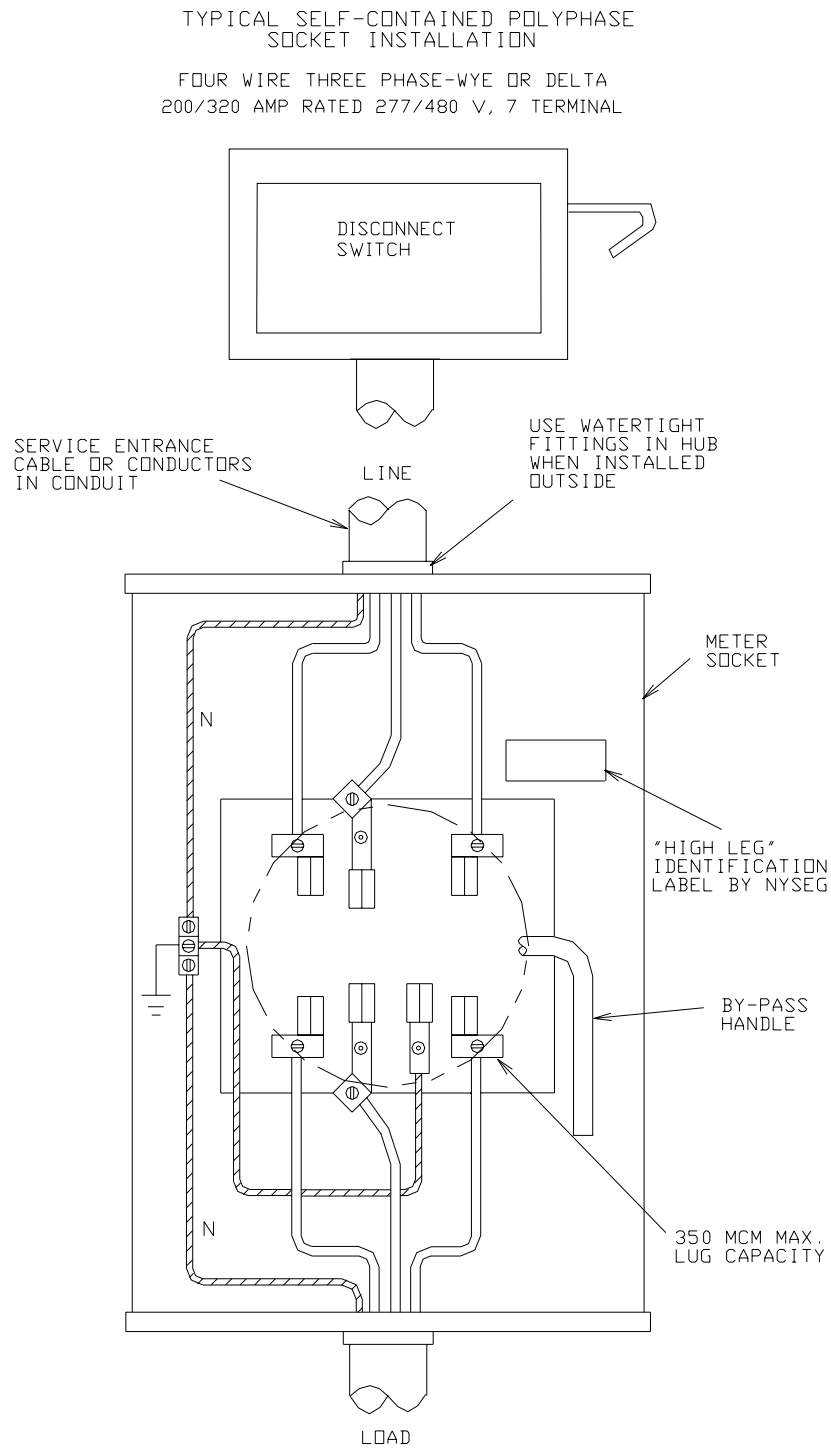 TYPICAL SELF-CONTAINED POLYPHASE
SOCKET INSTALLATION
FOUR WIRE THREE PHASE-WYE OR DELTA
200/320 AMP RATED 277/480 V, 7 TERMINAL
DISCONNECT
SWITCH
USE WATERTIGHT
FITTINGS IN HUB
WHEN INSTALLED
OUTSIDE
SERVICE ENTRANCE
CABLE OR CONDUCTORS
IN CONDUIT
LINE
METER
SOCKET
N
"HIGH LEG"
IDENTIFICATION
LABEL BY NYSEG
BY-PASS
HANDLE
N
350 MCM MAX.
LUG CAPACITY
LOAD